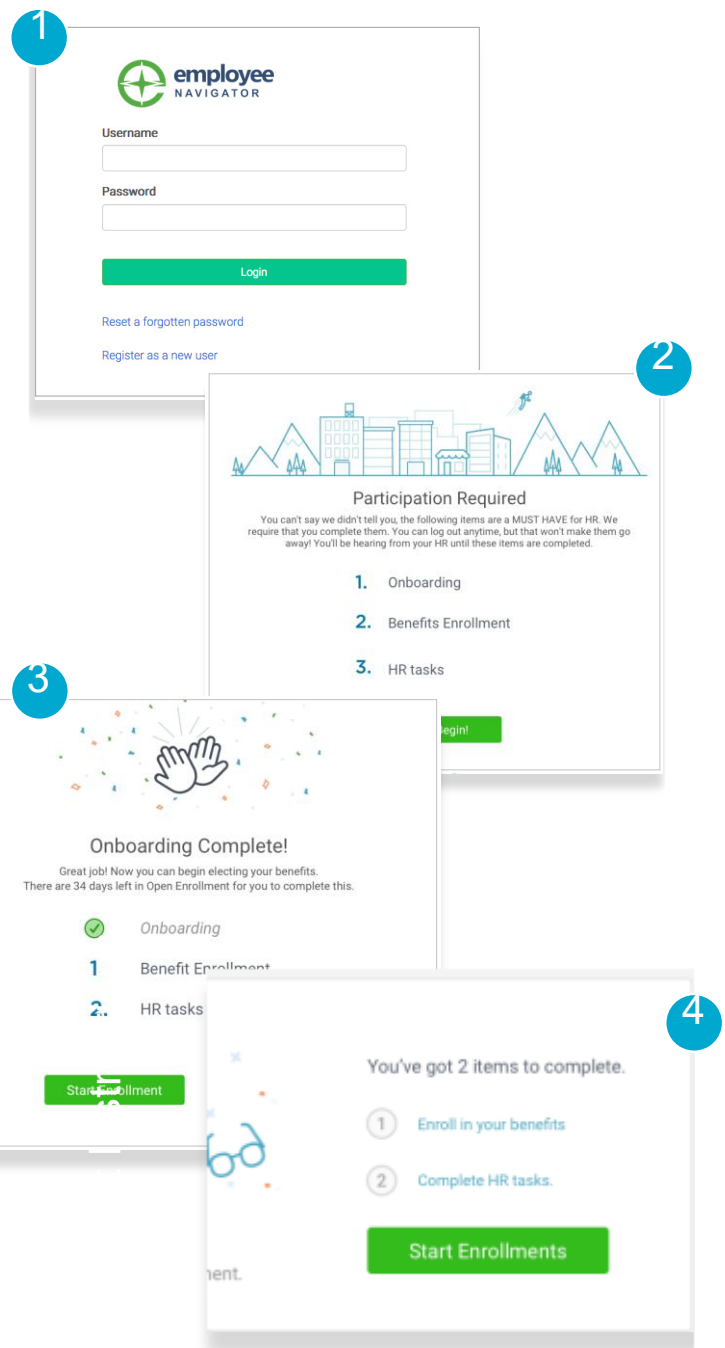 1
employee
NAVIGATOR
Username
Password
Login
Reset a forgotten password
Register as a new user
2
Participation Required
You can't say we didn't tell you, the following items are a MUST HAVE for HR. We
require that you complete them. You can log out anytime, but that won't make them go
away! You'll be hearing from your HR until these items are completed.
1. Onboarding
2. Benefits Enrollment
3. HR tasks
Begin!
3
Onboarding Complete!
Great job! Now you can begin electing your benefits.
There are 34 days left in Open Enrollment for you to complete this.
Onboarding
1 Benefit Enrollment
2. HR tasks
Start Enrollment
4
You've got 2 items to complete.
1 Enroll in your benefits
2 Complete HR tasks.
Start Enrollments